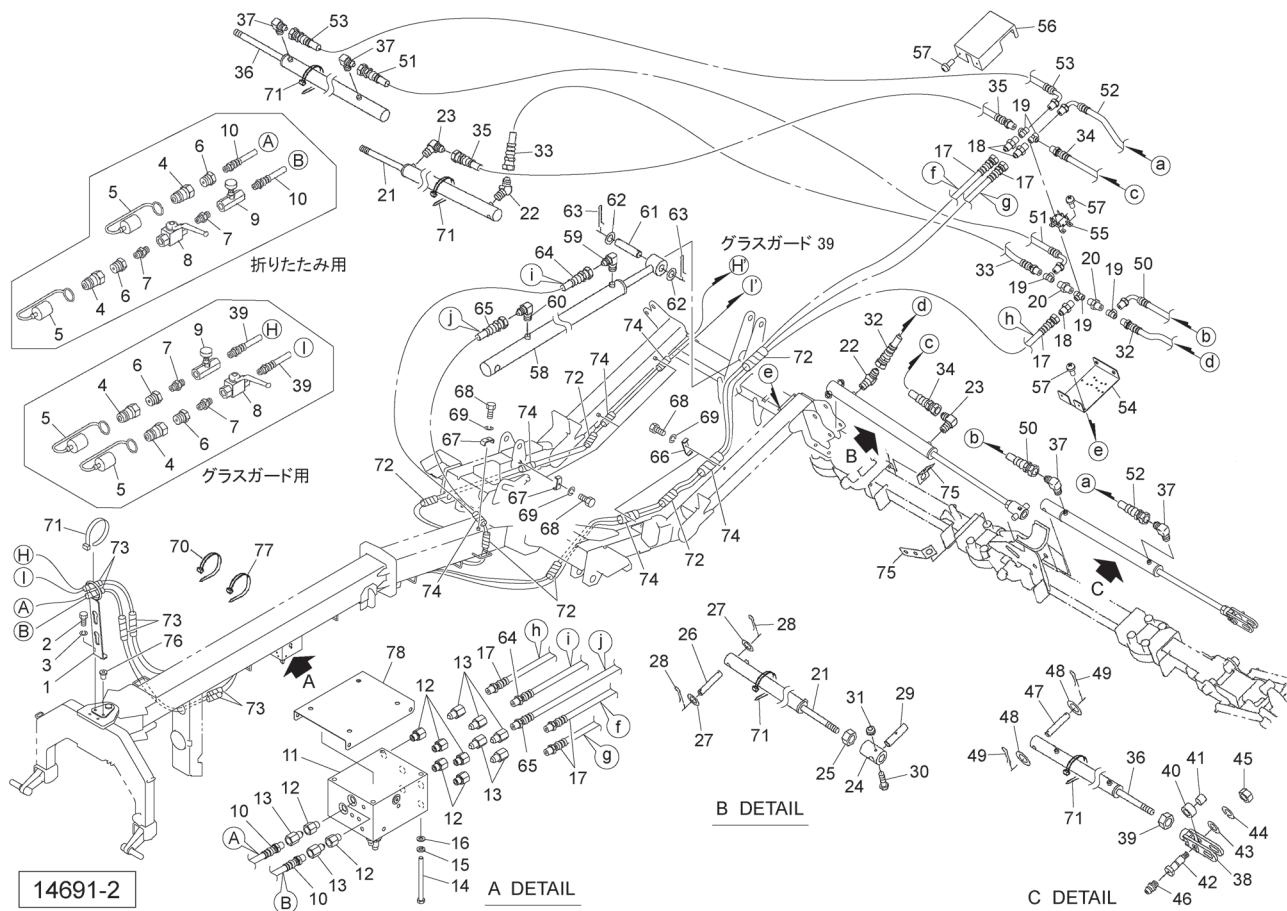 37 53 37 51 36 71
56 57 53 52 35 19 18 34 a c
23 35 33 21 22 71
17 f 17 g 57 51 55 33 19 20 20 19 50 19 b h 18 17 32 d
10 A B 4 6 10 5 9 7 8 7 4 6 5
折りたたみ用
63 62 61 63 59 64 i 60 62 65 j 58 74
グラスガード 39
H' I'
9 39 H I 39 7 6 4 8 5 7 6 4 5
グラスガード用
32 d 22 c 34 23 B 72 e
57 54 e
68 69 67 74 72 74 68 69 66
b 50 37 a 52 37 75 75 C
72 67 69 68 74 72 74 72 74 72
71 73 70 77 H I A B 73 2 3 76 1 73 A
78 11 12 13 64 17 h i j f g 65 17 13 12
13 12 10 A B 10 13 12 16 15 14
A DETAIL
28 27 26 28 27 71 21 31 29 25 24 30
B DETAIL
49 48 47 48 49 71 36 39 40 41 45 44 43 38 42 46
C DETAIL
14691-2